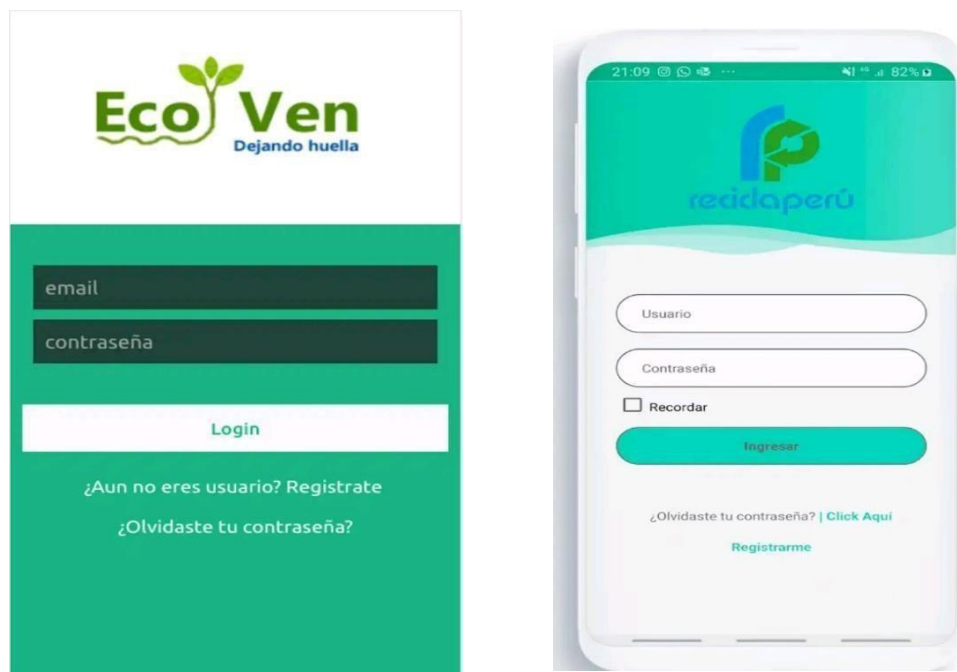 Eco Ven
Dejando huella
email
contraseña
Login
¿Aun no eres usuario? Registrate
¿Olvidaste tu contraseña?
21:09 ... 82%
reciclaperú
Usuario
Contraseña
Recordar
Ingresar
¿Olvidaste tu contraseña? | Click Aquí
Registrarme